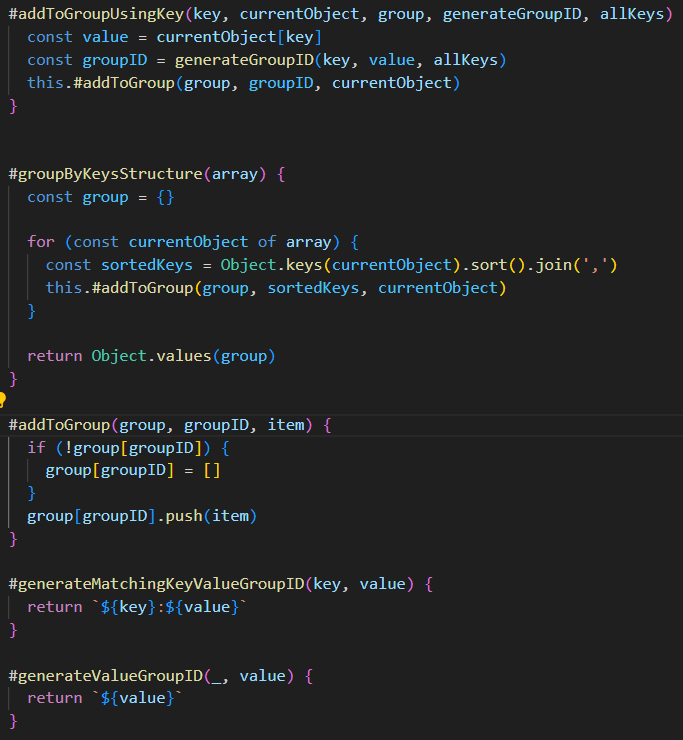 #addToGroupUsingKey(key, currentObject, group, generateGroupID, allKeys)
const value = currentObject[key]
const groupID = generateGroupID(key, value, allKeys)
this.#addToGroup(group, groupID, currentObject)
}
#groupByKeysStructure(array) {
const group = {}
for (const currentObject of array) {
const sortedKeys = Object.keys(currentObject).sort().join(',')
this.#addToGroup(group, sortedKeys, currentObject)
}
return Object.values(group)
}
#addToGroup(group, groupID, item) {
if (!group[groupID]) {
group[groupID] = []
}
group[groupID].push(item)
}
#generateMatchingKeyValueGroupID(key, value) {
return `${key}:${value}`
}
#generateValueGroupID(_, value) {
return `${value}`
}